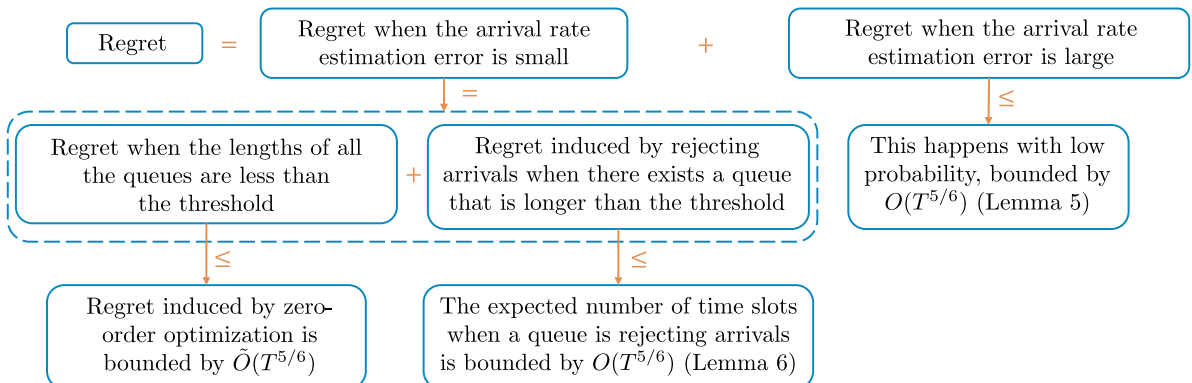 Regret
=
Regret when the arrival rate
estimation error is small
+
Regret when the arrival rate
estimation error is large
=
≤
Regret when the lengths of all
the queues are less than
the threshold
+
Regret induced by rejecting
arrivals when there exists a queue
that is longer than the threshold
This happens with low
probability, bounded by
O(T^{5/6}) (Lemma 5)
≤
≤
Regret induced by zero-
order optimization is
bounded by Õ(T^{5/6})
The expected number of time slots
when a queue is rejecting arrivals
is bounded by O(T^{5/6}) (Lemma 6)